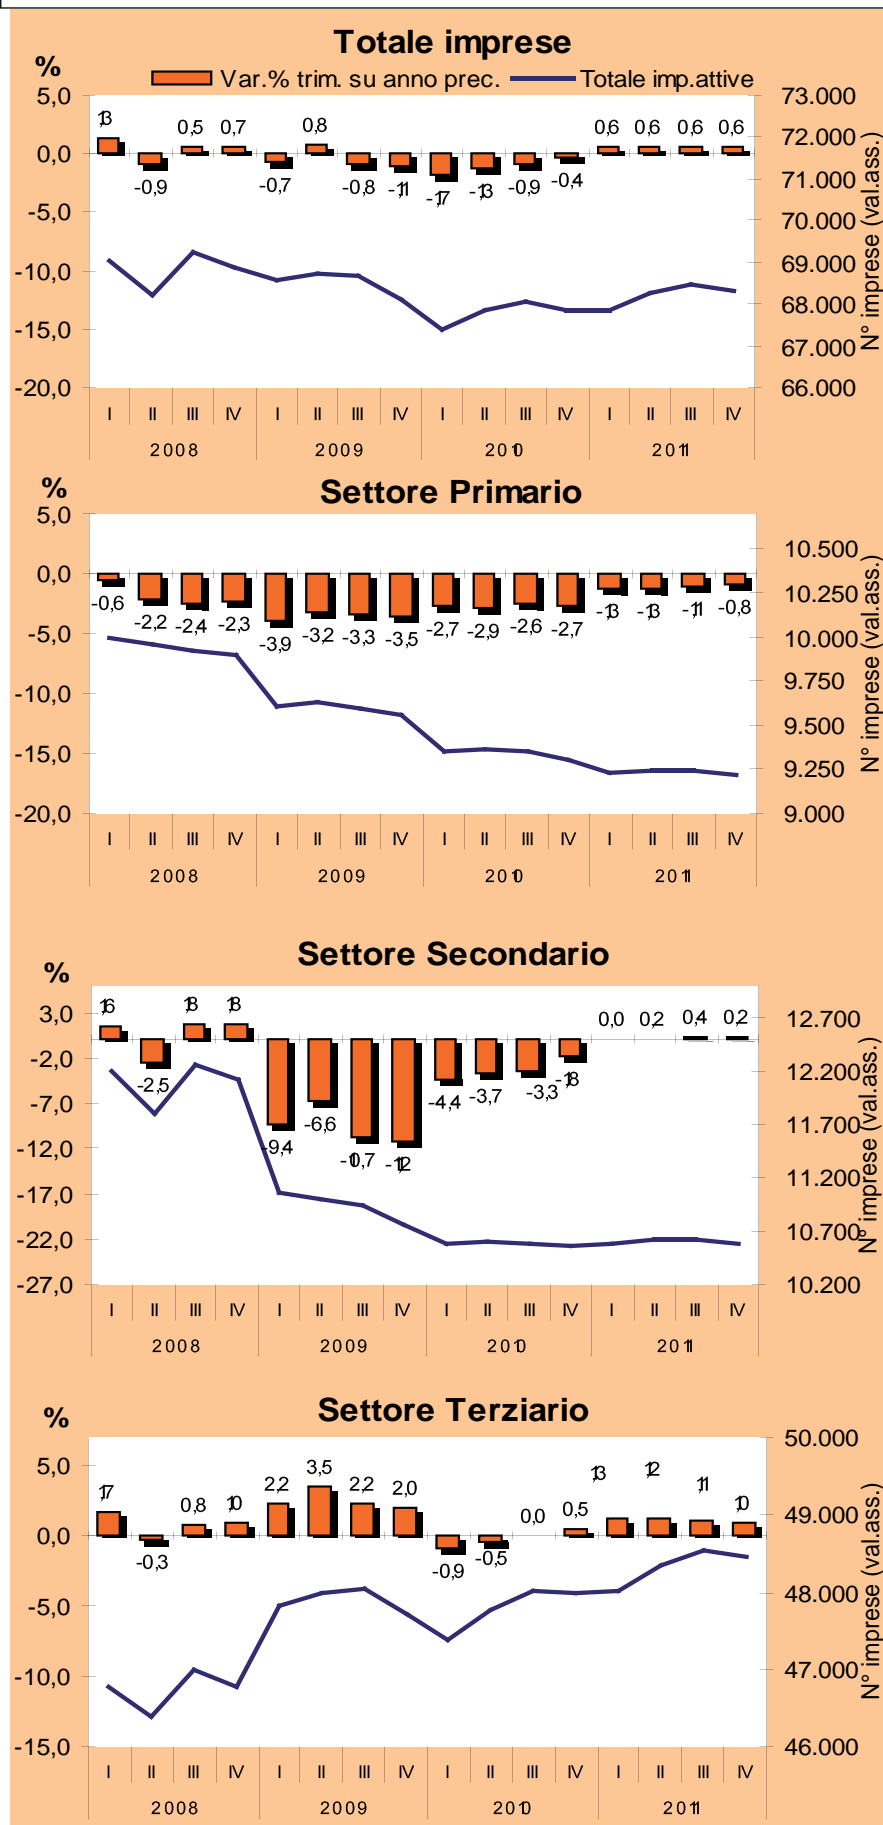 Totale imprese
%
Var.% trim. su anno prec. Totale imp.attive
5,0 0,0 -5,0 -10,0 -15,0 -20,0
1,3 -0,9 0,5 0,7 -0,7 0,8 -0,8 -1,1 -1,7 -1,3 -0,9 -0,4 0,6 0,6 0,6 0,6
73.000 72.000 71.000 70.000 69.000 68.000 67.000 66.000
N° imprese (val.ass.)
I II III IV I II III IV I II III IV I II III IV
2008 2009 2010 2011
Settore Primario
%
5,0 0,0 -5,0 -10,0 -15,0 -20,0
-0,6 -2,2 -2,4 -2,3 -3,9 -3,2 -3,3 -3,5 -2,7 -2,9 -2,6 -2,7 -1,3 -1,3 -1,1 -0,8
10.500 10.250 10.000 9.750 9.500 9.250 9.000
N° imprese (val.ass.)
I II III IV I II III IV I II III IV I II III IV
2008 2009 2010 2011
Settore Secondario
%
3,0 -2,0 -7,0 -12,0 -17,0 -22,0 -27,0
1,6 -2,5 1,8 1,8 -9,4 -6,6 -10,7 -11,2 -4,4 -3,7 -3,3 -1,8 0,0 0,2 0,4 0,2
12.700 12.200 11.700 11.200 10.700 10.200
N° imprese (val.ass.)
I II III IV I II III IV I II III IV I II III IV
2008 2009 2010 2011
Settore Terziario
%
5,0 0,0 -5,0 -10,0 -15,0
1,7 -0,3 0,8 1,0 2,2 3,5 2,2 2,0 -0,9 -0,5 0,0 0,5 1,3 1,2 1,1 1,0
50.000 49.000 48.000 47.000 46.000
N° imprese (val.ass.)
I II III IV I II III IV I II III IV I II III IV
2008 2009 2010 2011